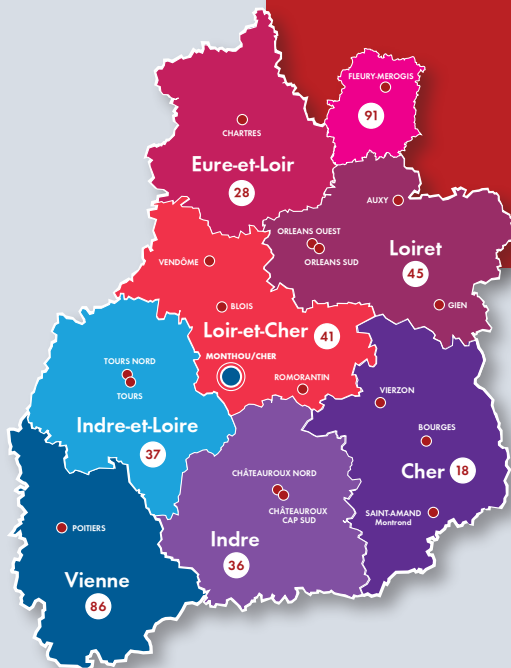 FLEURY-MEROGIS
91
CHARTRES
Eure-et-Loir
28
AUXY
ORLEANS OUEST
ORLEANS SUD
Loiret
45
GIEN
VENDÔME
BLOIS
Loir-et-Cher 41
MONTHOU/CHER
ROMORANTIN
TOURS NORD
TOURS
Indre-et-Loire
37
VIERZON
BOURGES
Cher 18
SAINT-AMAND
Montrond
CHÂTEAUROUX NORD
CHÂTEAUROUX
CAP SUD
Indre
36
POITIERS
Vienne
86